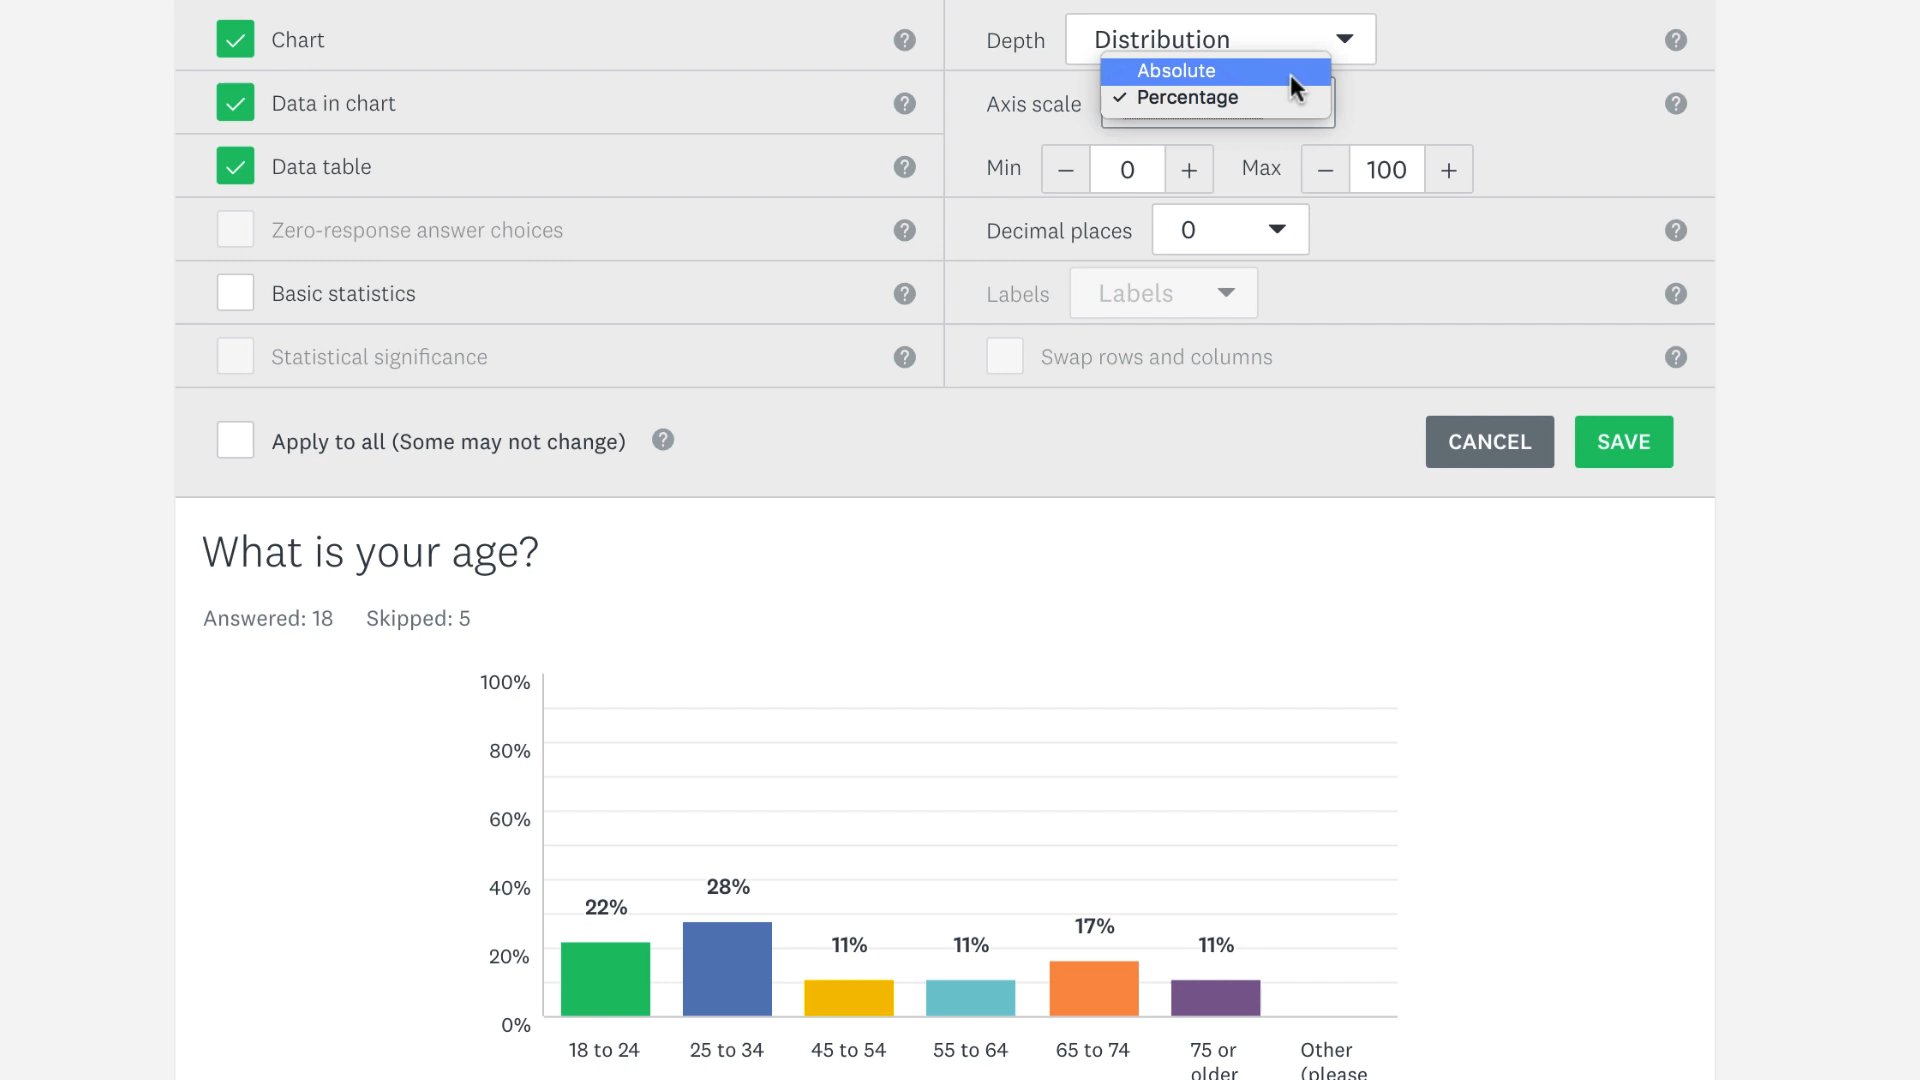 Chart
Depth Distribution
Absolute
Data in chart
Axis scale
Percentage
Data table
Min − 0 + Max − 100 +
Zero-response answer choices
Decimal places 0
Basic statistics
Labels Labels
Statistical significance
Swap rows and columns
Apply to all (Some may not change)
CANCEL SAVE
What is your age?
Answered: 18 Skipped: 5
100%
80%
60%
40%
20%
0%
22%
28%
11%
11%
17%
11%
18 to 24
25 to 34
45 to 54
55 to 64
65 to 74
75 or
older
Other
(please